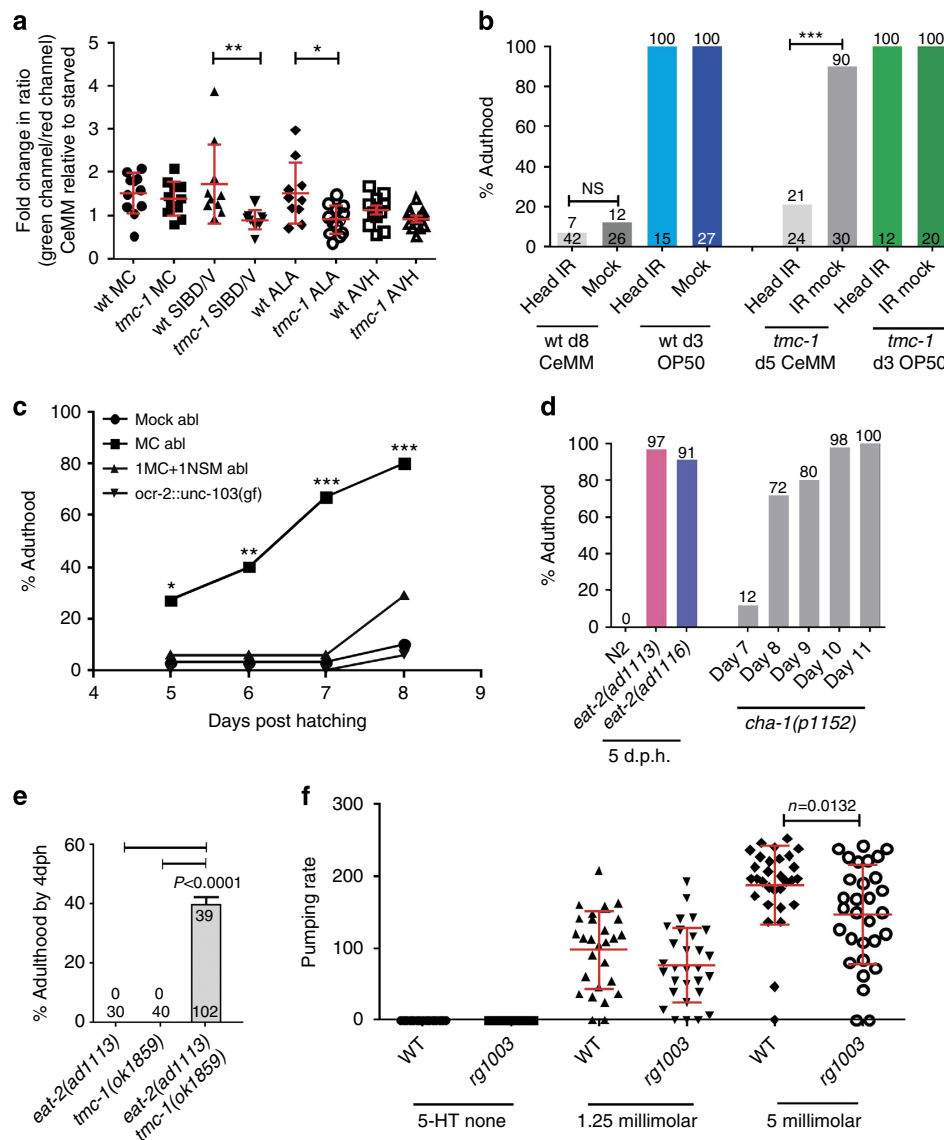 a
Fold change in ratio
(green channel/red channel)
CeMM relative to starved
5
4
3
2
1
0
**
*
wt MC
tmc-1 MC
wt SIBD/V
tmc-1 SIBD/V
wt ALA
tmc-1 ALA
wt AVH
tmc-1 AVH
b
% Aduthood
100
80
60
40
20
0
NS
***
7
42
12
26
100
15
100
27
21
24
90
30
100
12
100
20
Head IR
Mock
Head IR
Mock
Head IR
IR mock
Head IR
IR mock
wt d8
CeMM
wt d3
OP50
tmc-1
d5 CeMM
tmc-1
d3 OP50
c
% Aduthood
100
80
60
40
20
0
Mock abl
MC abl
1MC+1NSM abl
ocr-2::unc-103(gf)
*
**
***
***
4
5
6
7
8
9
Days post hatching
d
% Aduthood
100
80
60
40
20
0
0
97
91
12
72
80
98
100
N2
eat-2(ad1113)
eat-2(ad1116)
Day 7
Day 8
Day 9
Day 10
Day 11
5 d.p.h.
cha-1(p1152)
e
% Adulthood by 4dph
60
40
20
0
P<0.0001
0
30
0
40
39
102
eat-2(ad1113)
tmc-1(ok1859)
eat-2(ad1113)
tmc-1(ok1859)
f
Pumping rate
300
200
100
0
n=0.0132
WT
rg1003
WT
rg1003
WT
rg1003
5-HT none
1.25 millimolar
5 millimolar